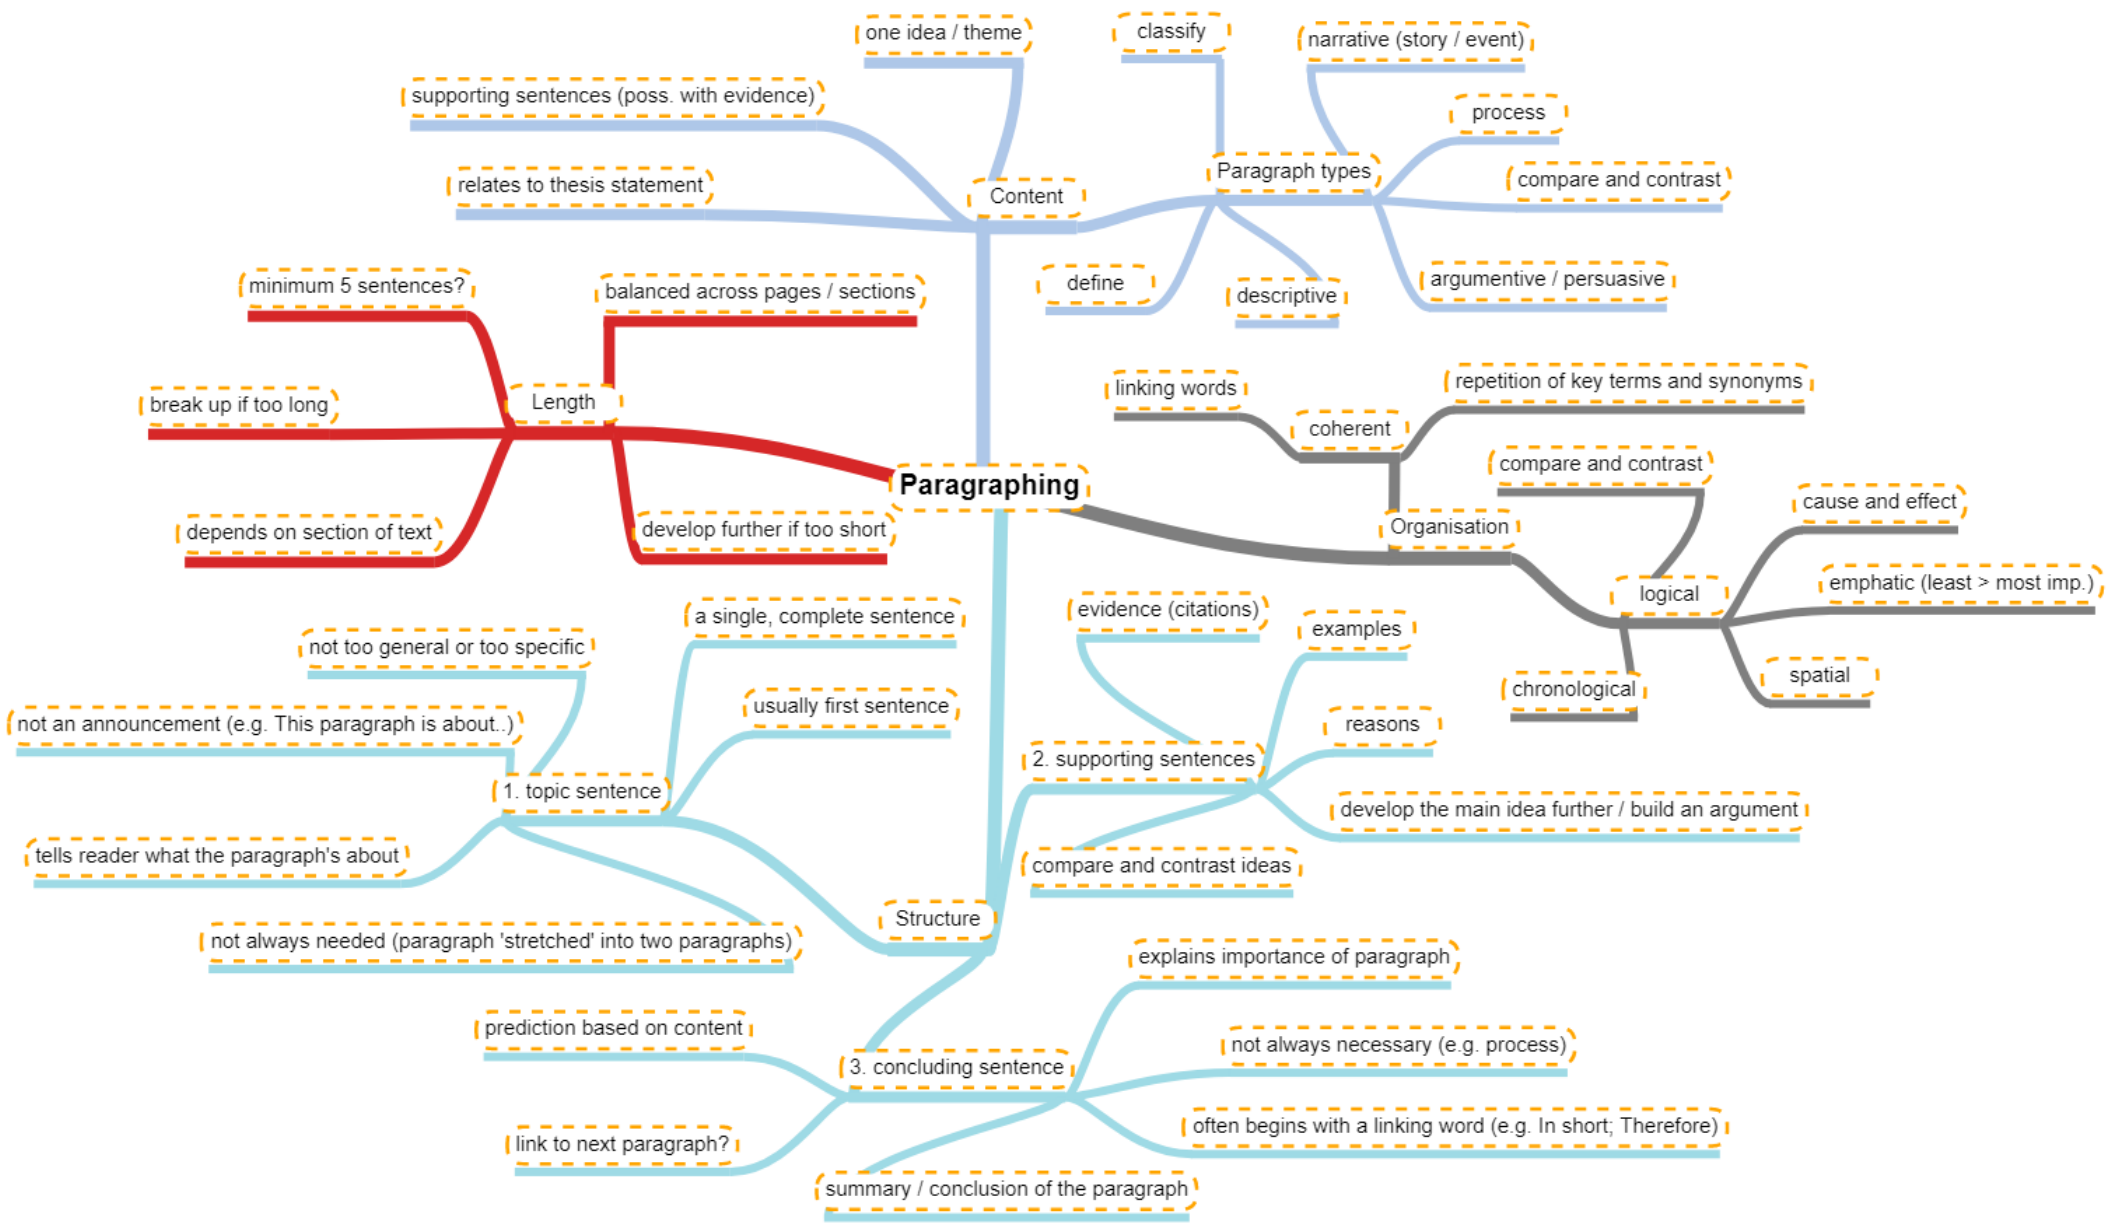 Paragraphing
Content
one idea / theme
supporting sentences (poss. with evidence)
relates to thesis statement
Paragraph types
classify
narrative (story / event)
process
compare and contrast
argumentive / persuasive
descriptive
define
Length
minimum 5 sentences?
balanced across pages / sections
break up if too long
depends on section of text
develop further if too short
Organisation
coherent
linking words
repetition of key terms and synonyms
logical
compare and contrast
cause and effect
emphatic (least > most imp.)
spatial
chronological
Structure
1. topic sentence
a single, complete sentence
not too general or too specific
usually first sentence
not an announcement (e.g. This paragraph is about..)
tells reader what the paragraph's about
not always needed (paragraph 'stretched' into two paragraphs)
2. supporting sentences
evidence (citations)
examples
reasons
develop the main idea further / build an argument
compare and contrast ideas
3. concluding sentence
explains importance of paragraph
prediction based on content
not always necessary (e.g. process)
often begins with a linking word (e.g. In short; Therefore)
link to next paragraph?
summary / conclusion of the paragraph